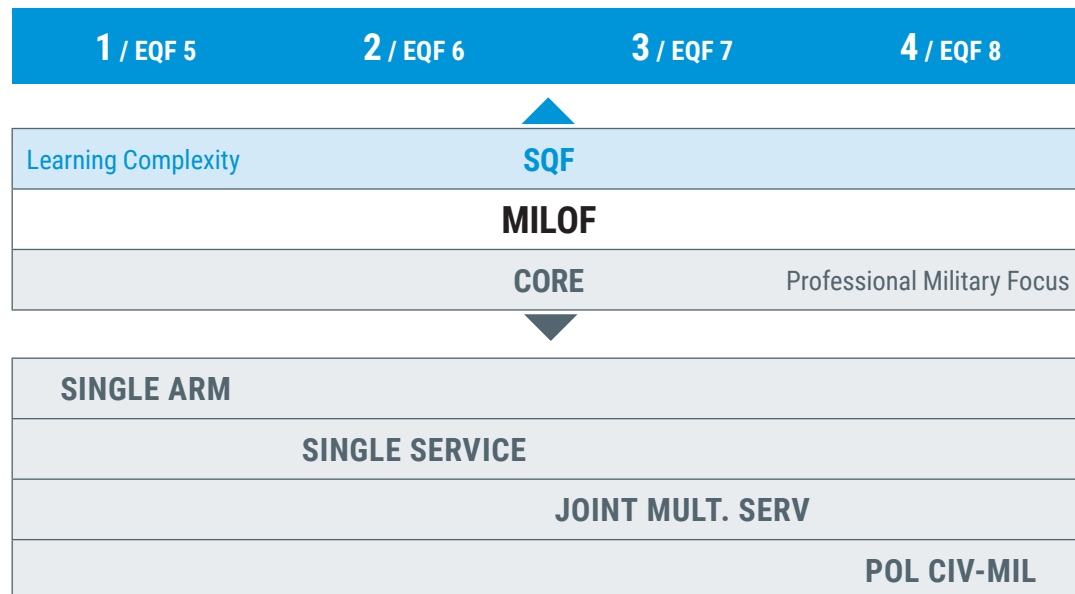 1 / EQF 5 2 / EQF 6 3 / EQF 7 4 / EQF 8
Learning Complexity SQF
MILOF
CORE Professional Military Focus
SINGLE ARM
SINGLE SERVICE
JOINT MULT. SERV
POL CIV-MIL